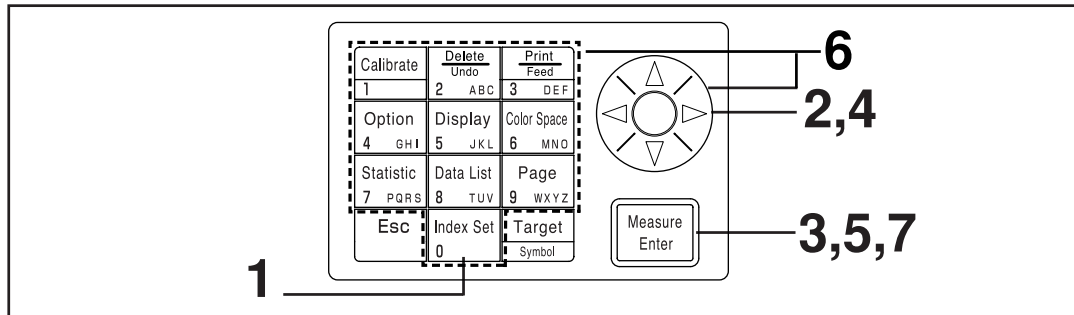 Calibrate
1
Delete
Undo
2 ABC
Print
Feed
3 DEF
6
Option
4 GHI
Display
5 JKL
Color Space
6 MNO
2,4
Statistic
7 PQRS
Data List
8 TUV
Page
9 WXYZ
Esc
Index Set
0
Target
Symbol
Measure
Enter
3,5,7
1